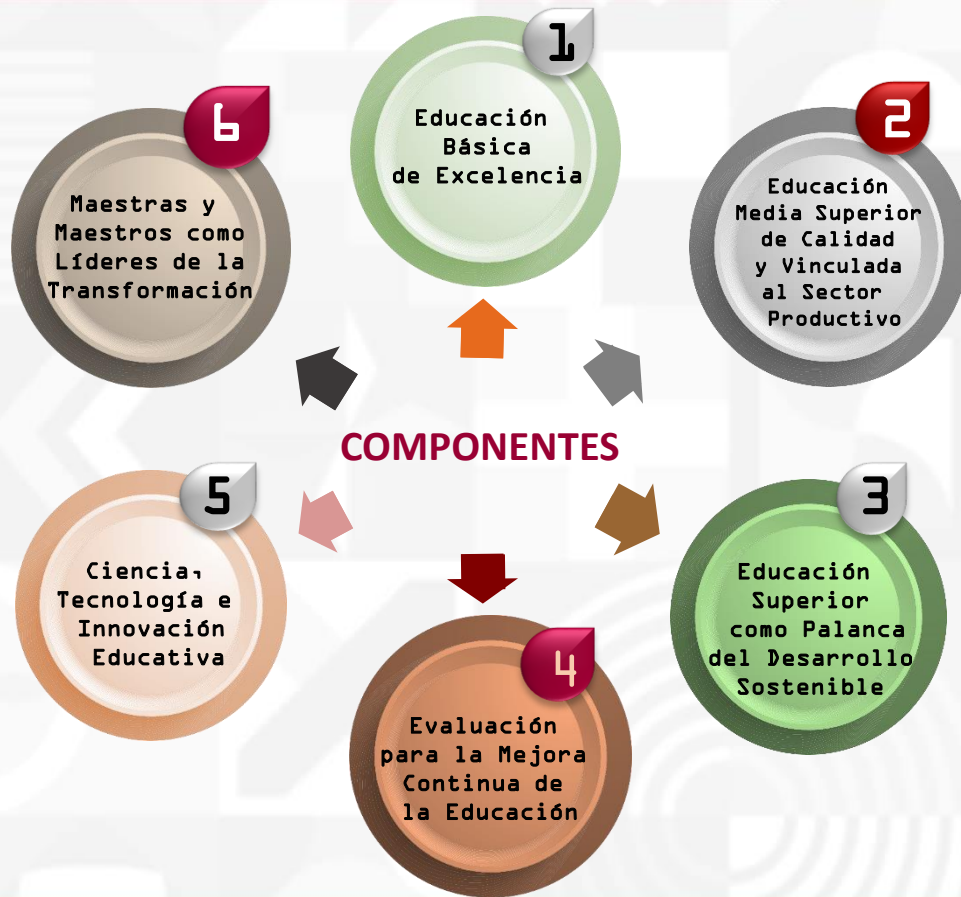 1
Educación
Básica
de Excelencia
2
Educación
Media Superior
de Calidad
y Vinculada
al Sector
Productivo
3
Educación
Superior
como Palanca
del Desarrollo
Sostenible
4
Evaluación
para la Mejora
Continua de
la Educación
5
Ciencia,
Tecnología e
Innovación
Educativa
6
Maestras y
Maestros como
Líderes de la
Transformación
COMPONENTES